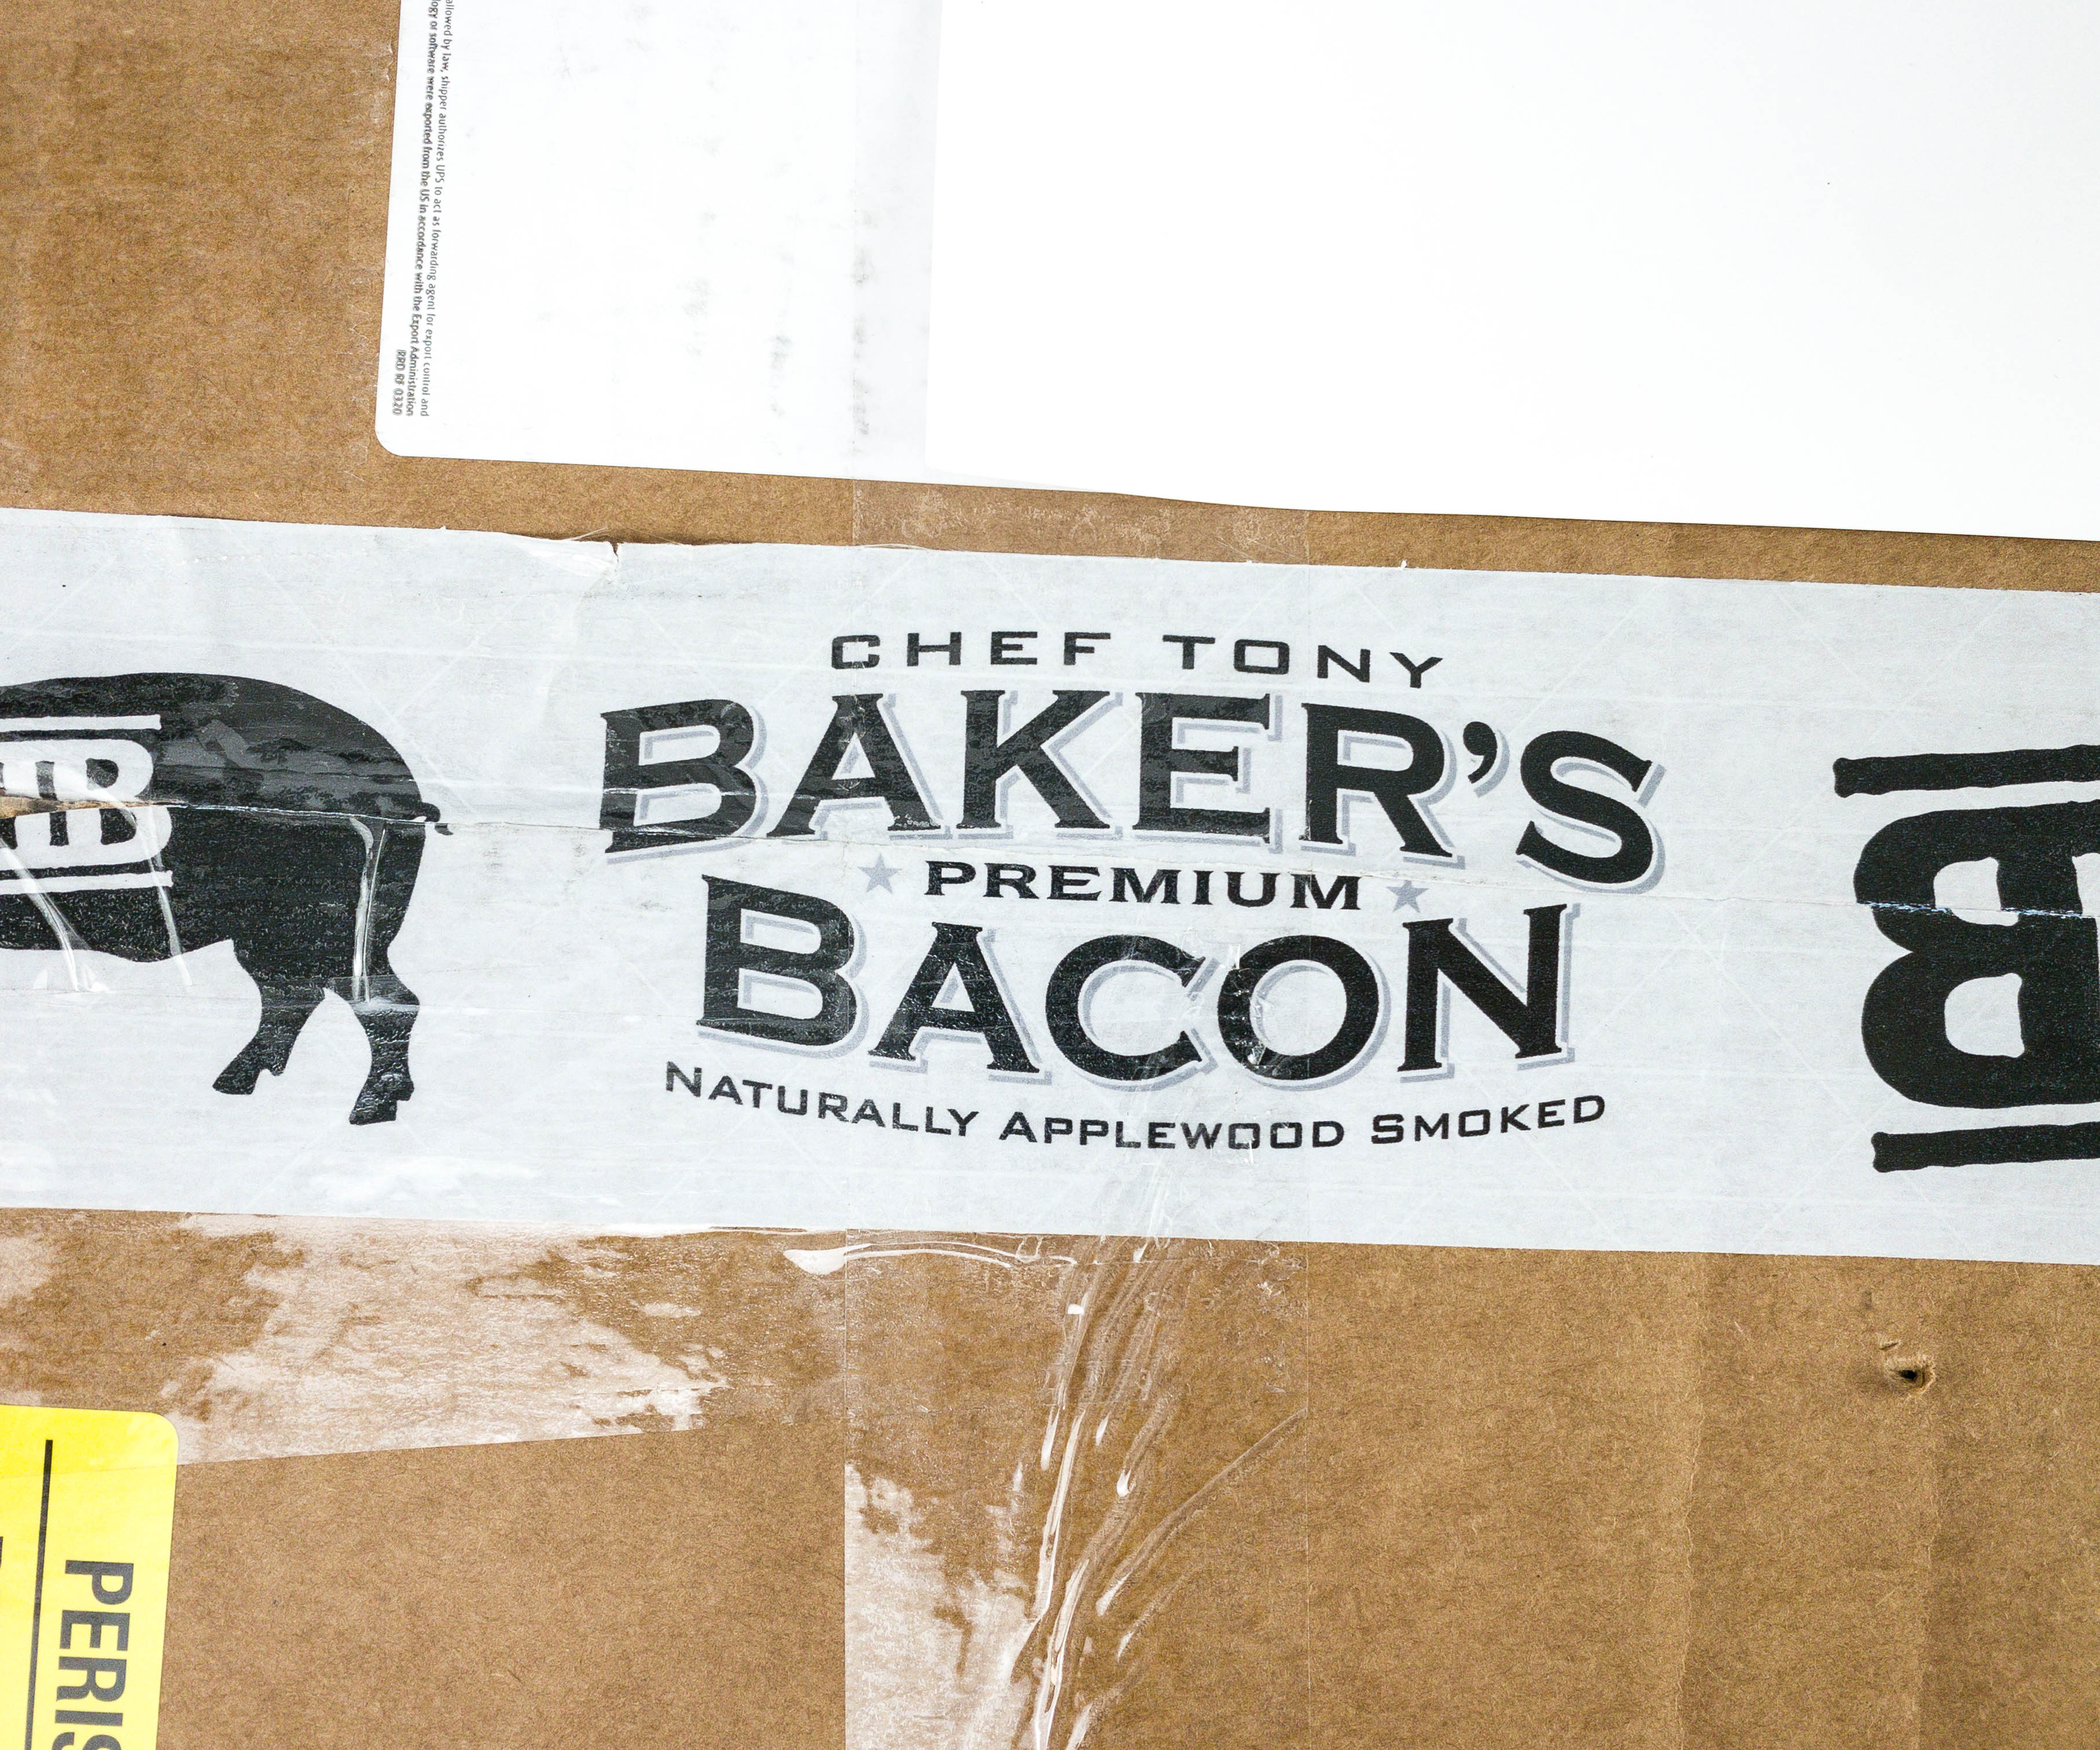 allowed by law, shipper authorizes UPS to act as forwarding agent for export control and
or software were exported from the US in accordance with the Export Administration
RRD RF 0320
CHEF TONY
BAKER'S
PREMIUM
BACON
NATURALLY APPLEWOOD SMOKED
PERIS